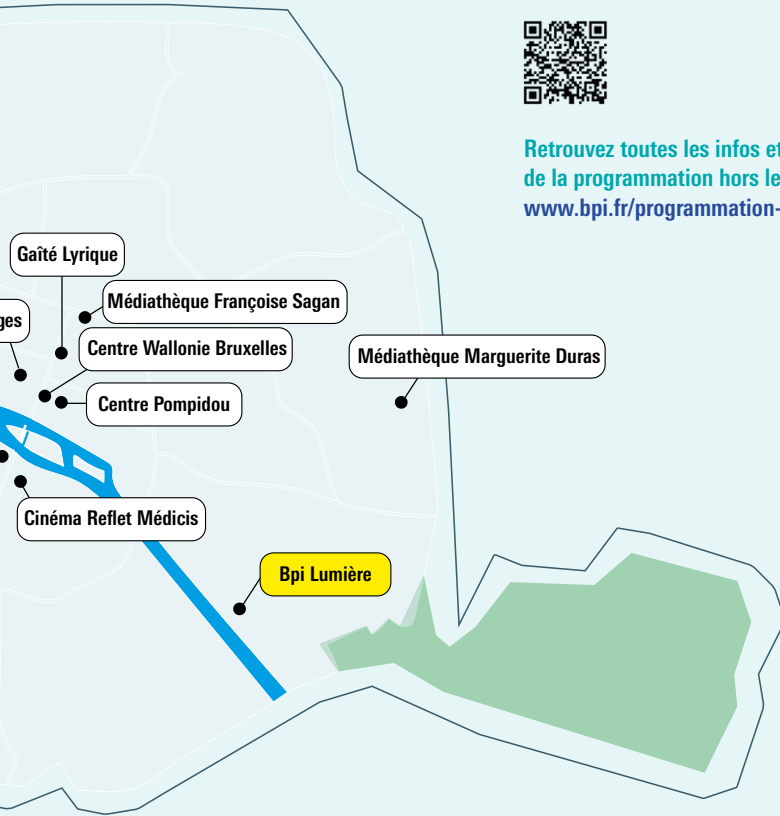 Retrouvez toutes les infos et
de la programmation hors le
www.bpi.fr/programmation-
Gaîté Lyrique
Médiathèque Françoise Sagan
ges
Centre Wallonie Bruxelles
Médiathèque Marguerite Duras
Centre Pompidou
Cinéma Reflet Médicis
Bpi Lumière